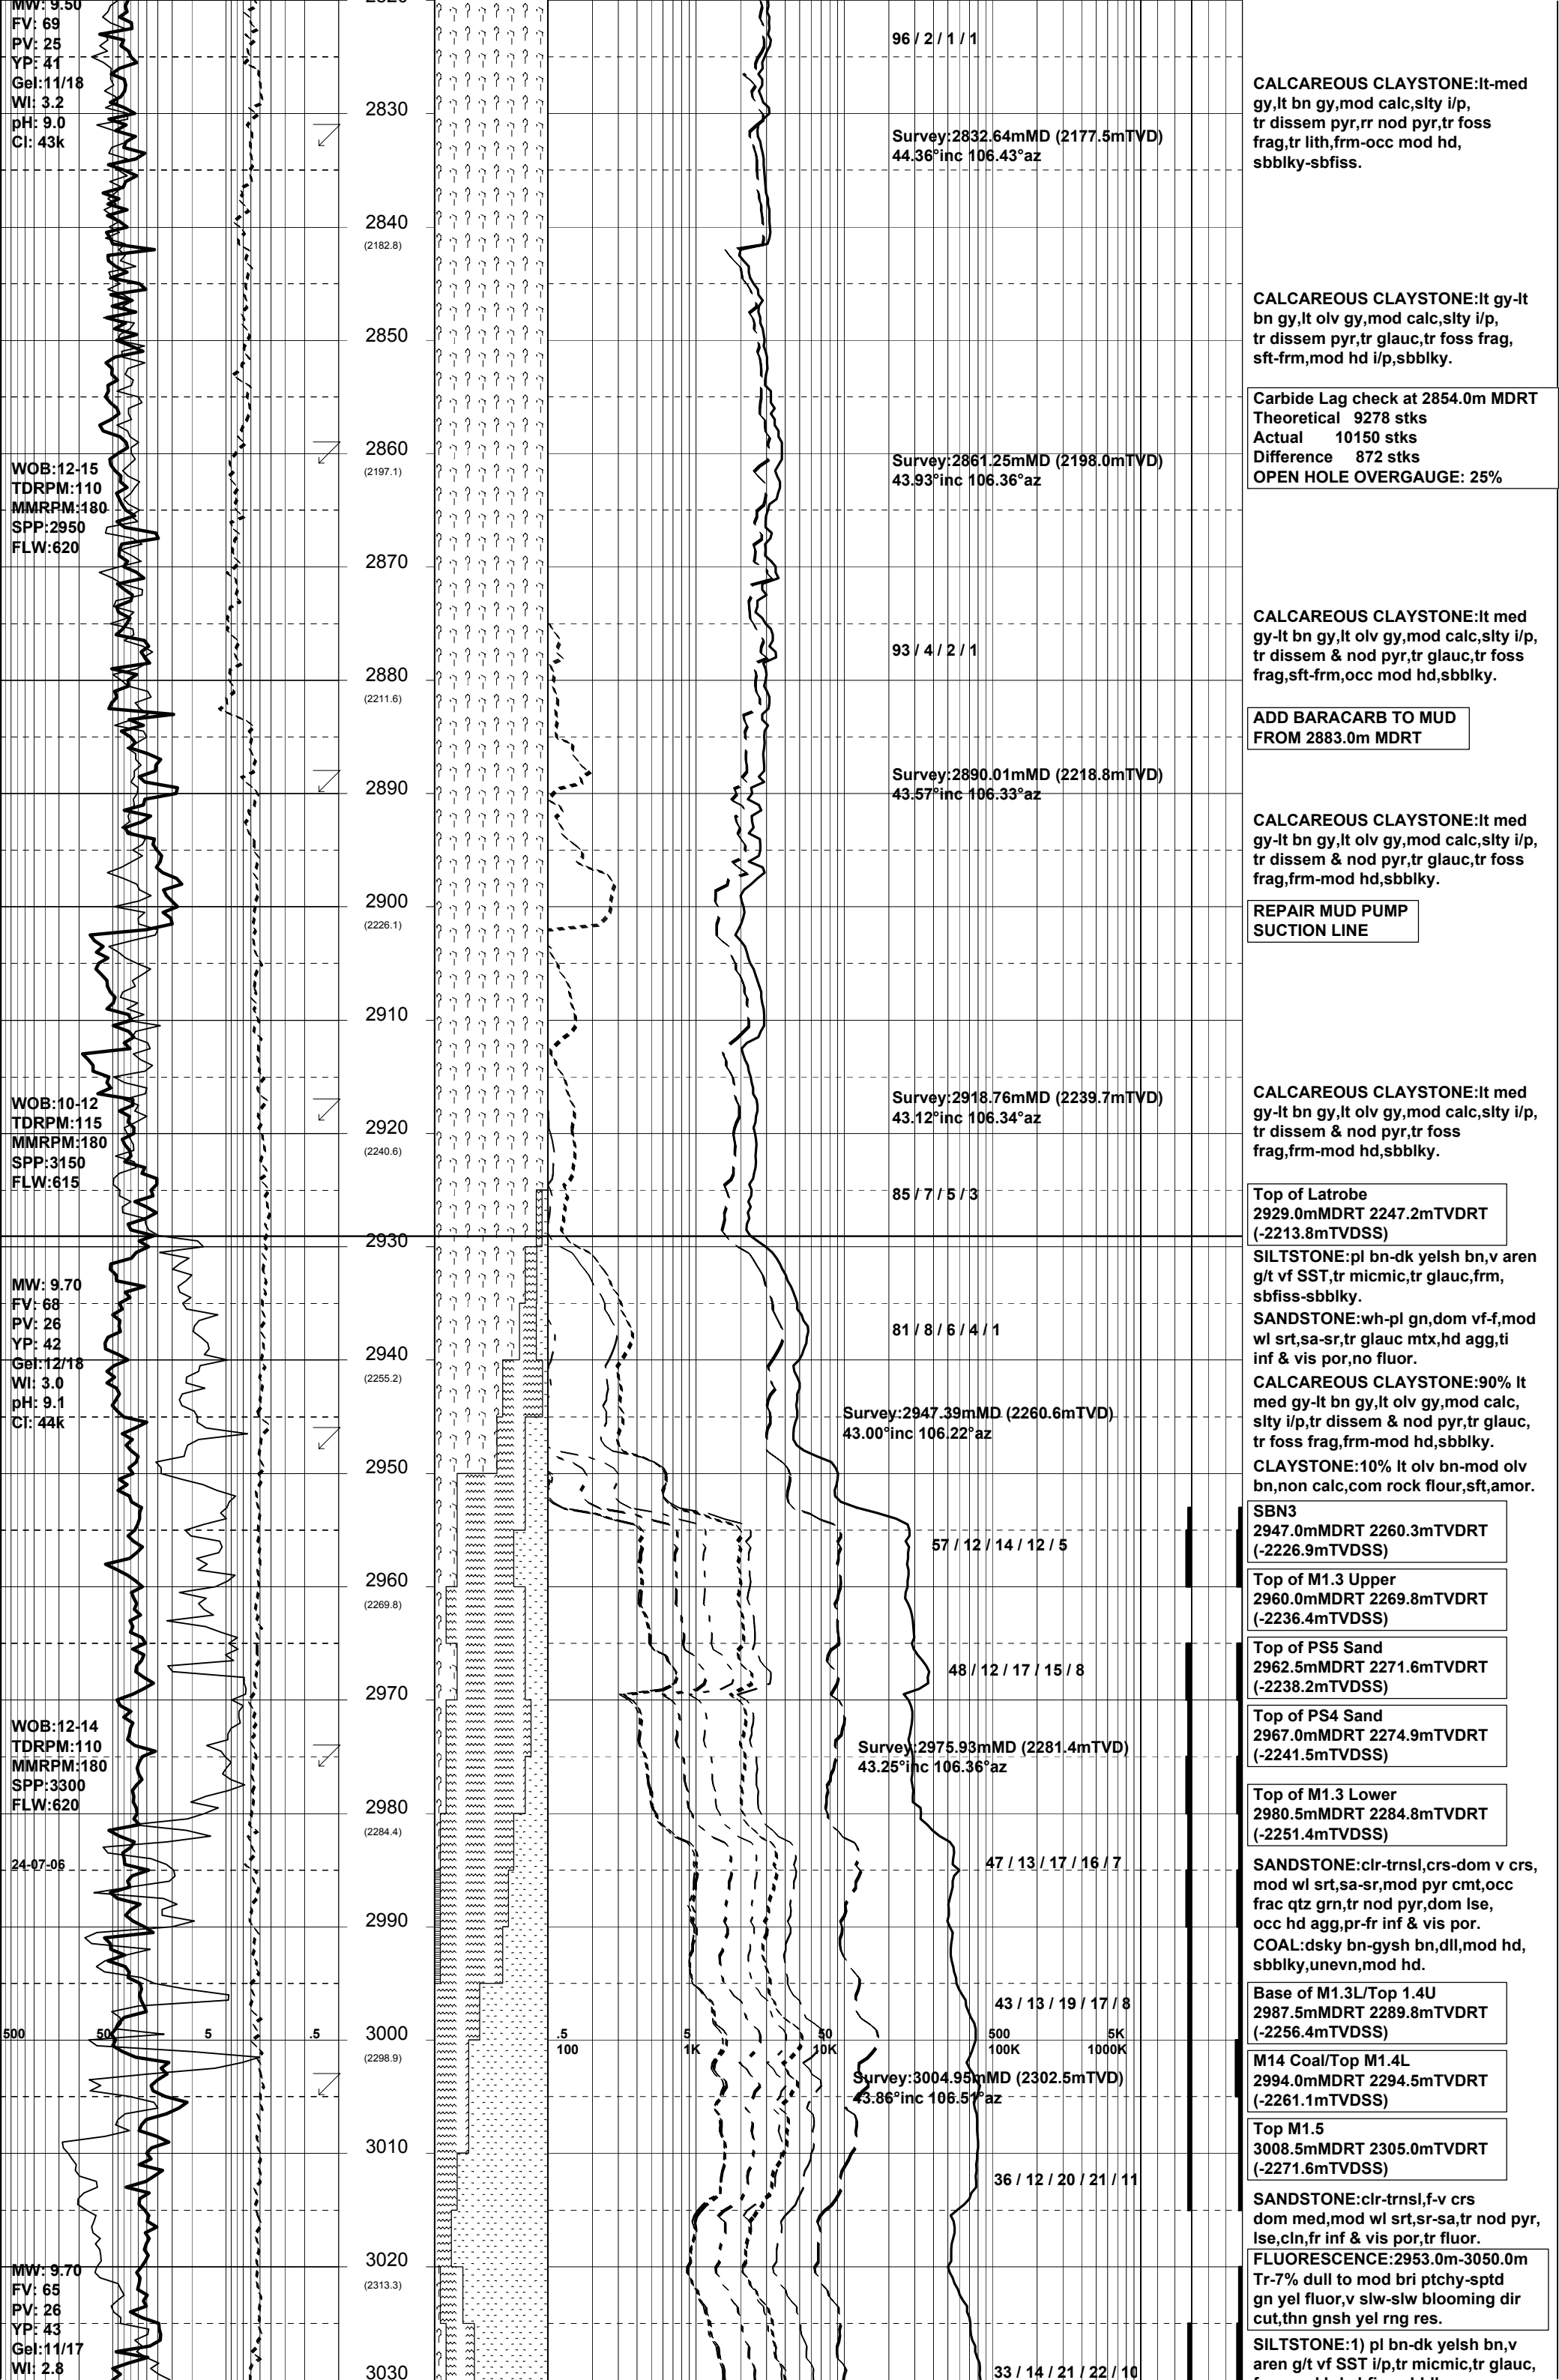 MW: 9.50
FV: 69
PV: 25
YP: 41
Gel:11/18
Wl: 3.2
pH: 9.0
Cl: 43k
WOB:12-15
TDRPM:110
MMRPM:180
SPP:2950
FLW:620
WOB:10-12
TDRPM:115
MMRPM:180
SPP:3150
FLW:615
MW: 9.70
FV: 68
PV: 26
YP: 42
Gel:12/18
Wl: 3.0
pH: 9.1
Cl: 44k
WOB:12-14
TDRPM:110
MMRPM:180
SPP:3300
FLW:620
24-07-06
500 50 5 .5
MW: 9.70
FV: 65
PV: 26
YP: 43
Gel:11/17
Wl: 2.8
2830
2840
(2182.8)
2850
2860
(2197.1)
2870
2880
(2211.6)
2890
2900
(2226.1)
2910
2920
(2240.6)
2930
2940
(2255.2)
2950
2960
(2269.8)
2970
2980
(2284.4)
2990
3000
(2298.9)
3010
3020
(2313.3)
3030
96 / 2 / 1 / 1
Survey:2832.64mMD (2177.5mTVD)
44.36°inc 106.43°az
Survey:2861.25mMD (2198.0mTVD)
43.93°inc 106.36°az
93 / 4 / 2 / 1
Survey:2890.01mMD (2218.8mTVD)
43.57°inc 106.33°az
Survey:2918.76mMD (2239.7mTVD)
43.12°inc 106.34°az
85 / 7 / 5 / 3
81 / 8 / 6 / 4 / 1
Survey:2947.39mMD (2260.6mTVD)
43.00°inc 106.22°az
57 / 12 / 14 / 12 / 5
48 / 12 / 17 / 15 / 8
Survey:2975.93mMD (2281.4mTVD)
43.25°inc 106.36°az
47 / 13 / 17 / 16 / 7
43 / 13 / 19 / 17 / 8
.5 5 50 500 5K
100 1K 10K 100K 1000K
Survey:3004.95mMD (2302.5mTVD)
43.86°inc 106.51°az
36 / 12 / 20 / 21 / 11
33 / 14 / 21 / 22 / 10
CALCAREOUS CLAYSTONE:lt-med
gy,lt bn gy,mod calc,slty i/p,
tr dissem pyr,rr nod pyr,tr foss
frag,tr lith,frm-occ mod hd,
sbblky-sbfiss.
CALCAREOUS CLAYSTONE:lt gy-lt
bn gy,lt olv gy,mod calc,slty i/p,
tr dissem pyr,tr glauc,tr foss frag,
sft-frm,mod hd i/p,sbblky.
Carbide Lag check at 2854.0m MDRT
Theoretical 9278 stks
Actual 10150 stks
Difference 872 stks
OPEN HOLE OVERGAUGE: 25%
CALCAREOUS CLAYSTONE:lt med
gy-lt bn gy,lt olv gy,mod calc,slty i/p,
tr dissem & nod pyr,tr glauc,tr foss
frag,sft-frm,occ mod hd,sbblky.
ADD BARACARB TO MUD
FROM 2883.0m MDRT
CALCAREOUS CLAYSTONE:lt med
gy-lt bn gy,lt olv gy,mod calc,slty i/p,
tr dissem & nod pyr,tr glauc,tr foss
frag,frm-mod hd,sbblky.
REPAIR MUD PUMP
SUCTION LINE
CALCAREOUS CLAYSTONE:lt med
gy-lt bn gy,lt olv gy,mod calc,slty i/p,
tr dissem & nod pyr,tr foss
frag,frm-mod hd,sbblky.
Top of Latrobe
2929.0mMDRT 2247.2mTVDRT
(-2213.8mTVDSS)
SILTSTONE:pl bn-dk yelsh bn,v aren
g/t vf SST,tr micmic,tr glauc,frm,
sbfiss-sbblky.
SANDSTONE:wh-pl gn,dom vf-f,mod
wl srt,sa-sr,tr glauc mtx,hd agg,ti
inf & vis por,no fluor.
CALCAREOUS CLAYSTONE:90% lt
med gy-lt bn gy,lt olv gy,mod calc,
slty i/p,tr dissem & nod pyr,tr glauc,
tr foss frag,frm-mod hd,sbblky.
CLAYSTONE:10% lt olv bn-mod olv
bn,non calc,com rock flour,sft,amor.
SBN3
2947.0mMDRT 2260.3mTVDRT
(-2226.9mTVDSS)
Top of M1.3 Upper
2960.0mMDRT 2269.8mTVDRT
(-2236.4mTVDSS)
Top of PS5 Sand
2962.5mMDRT 2271.6mTVDRT
(-2238.2mTVDSS)
Top of PS4 Sand
2967.0mMDRT 2274.9mTVDRT
(-2241.5mTVDSS)
Top of M1.3 Lower
2980.5mMDRT 2284.8mTVDRT
(-2251.4mTVDSS)
SANDSTONE:clr-trnsl,crs-dom v crs,
mod wl srt,sa-sr,mod pyr cmt,occ
frac qtz grn,tr nod pyr,dom lse,
occ hd agg,pr-fr inf & vis por.
COAL:dsky bn-gysh bn,dll,mod hd,
sbblky,unevn,mod hd.
Base of M1.3L/Top 1.4U
2987.5mMDRT 2289.8mTVDRT
(-2256.4mTVDSS)
M14 Coal/Top M1.4L
2994.0mMDRT 2294.5mTVDRT
(-2261.1mTVDSS)
Top M1.5
3008.5mMDRT 2305.0mTVDRT
(-2271.6mTVDSS)
SANDSTONE:clr-trnsl,f-v crs
dom med,mod wl srt,sr-sa,tr nod pyr,
lse,cln,fr inf & vis por,tr fluor.
FLUORESCENCE:2953.0m-3050.0m
Tr-7% dull to mod bri ptchy-sptd
gn yel fluor,v slw-slw blooming dir
cut,thn gnsh yel rng res.
SILTSTONE:1) pl bn-dk yelsh bn,v
aren g/t vf SST i/p,tr micmic,tr glauc,